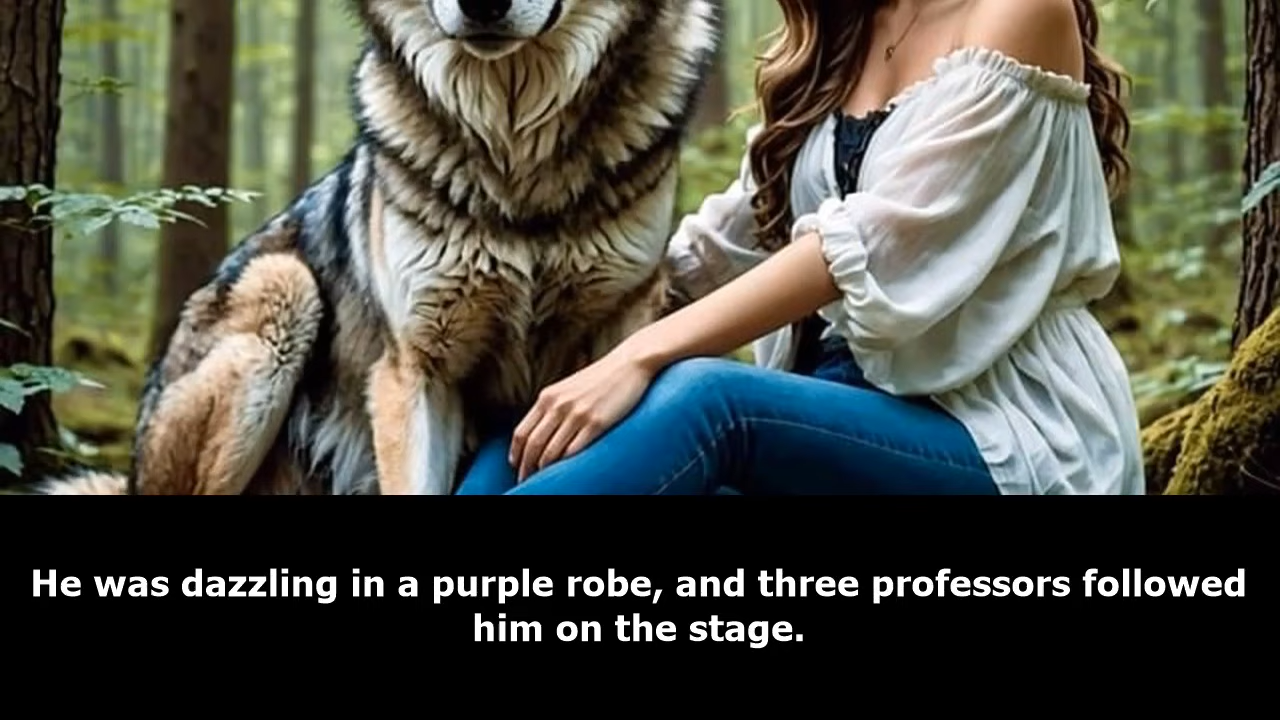 He was dazzling in a purple robe, and three professors followed
him on the stage.